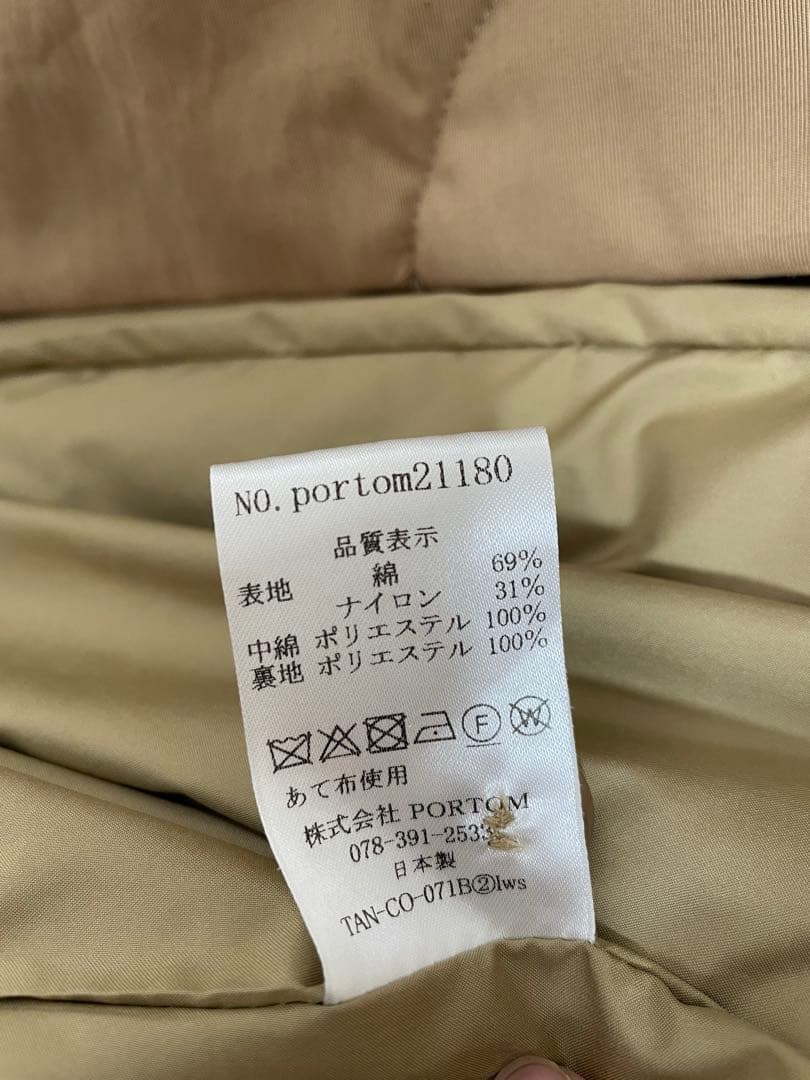 NO. portom21180
品質表示
表地 綿 69%
ナイロン 31%
中綿 ポリエステル 100%
裏地 ポリエステル 100%
F W
あて布使用
株式会社 PORTOM
078-391-2533
日本製
TAN-CO-071B②lws